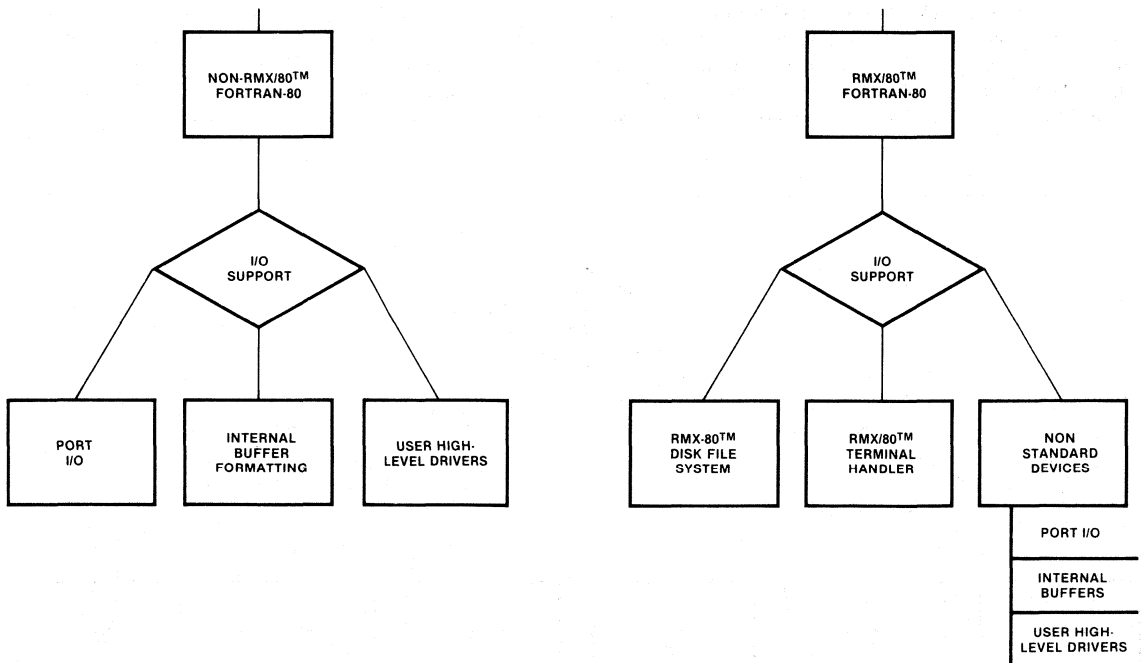 NON-RMX/80™
FORTRAN-80
I/O
SUPPORT
PORT
I/O
INTERNAL
BUFFER
FORMATTING
USER HIGH-
LEVEL DRIVERS
RMX/80™
FORTRAN-80
I/O
SUPPORT
RMX-80™
DISK FILE
SYSTEM
RMX/80™
TERMINAL
HANDLER
NON
STANDARD
DEVICES
PORT I/O
INTERNAL
BUFFERS
USER HIGH-
LEVEL DRIVERS